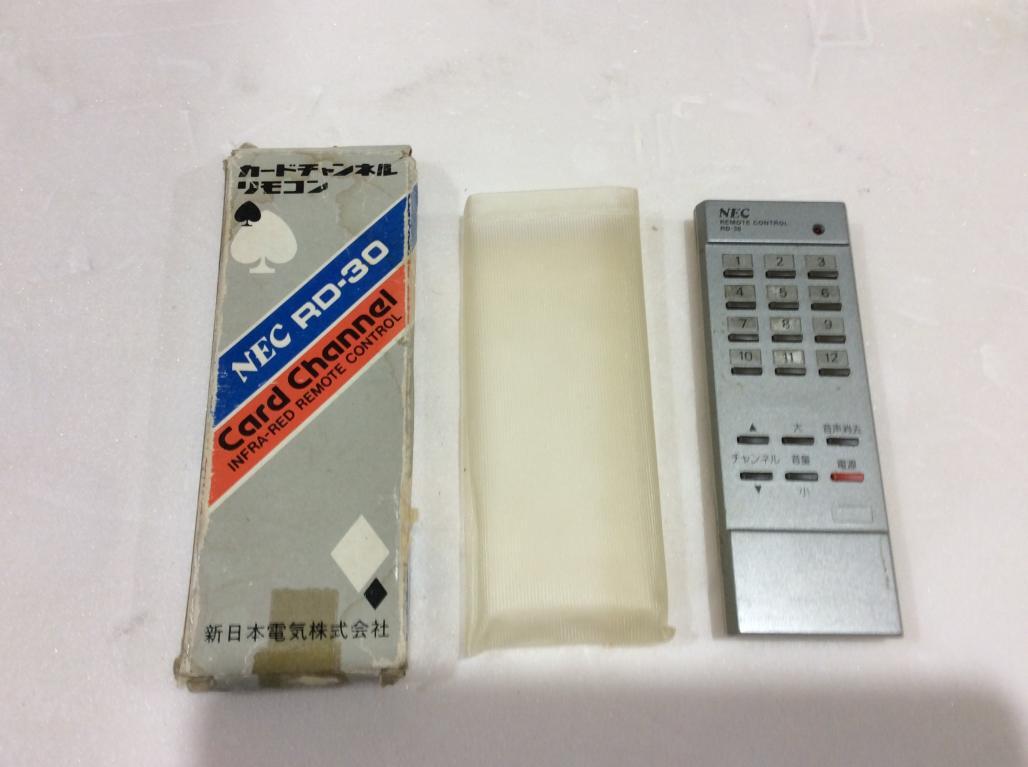 カードチャンネル
リモコン
NEC RD-30
Card Channel
INFRA-RED REMOTE CONTROL
新日本電気株式会社
NEC
REMOTE CONTROL
RD-30
1 2 3
4 5 6
7 8 9
10 11 12
▲ 大 音声消去
チャンネル 音量 電源
▼ 小